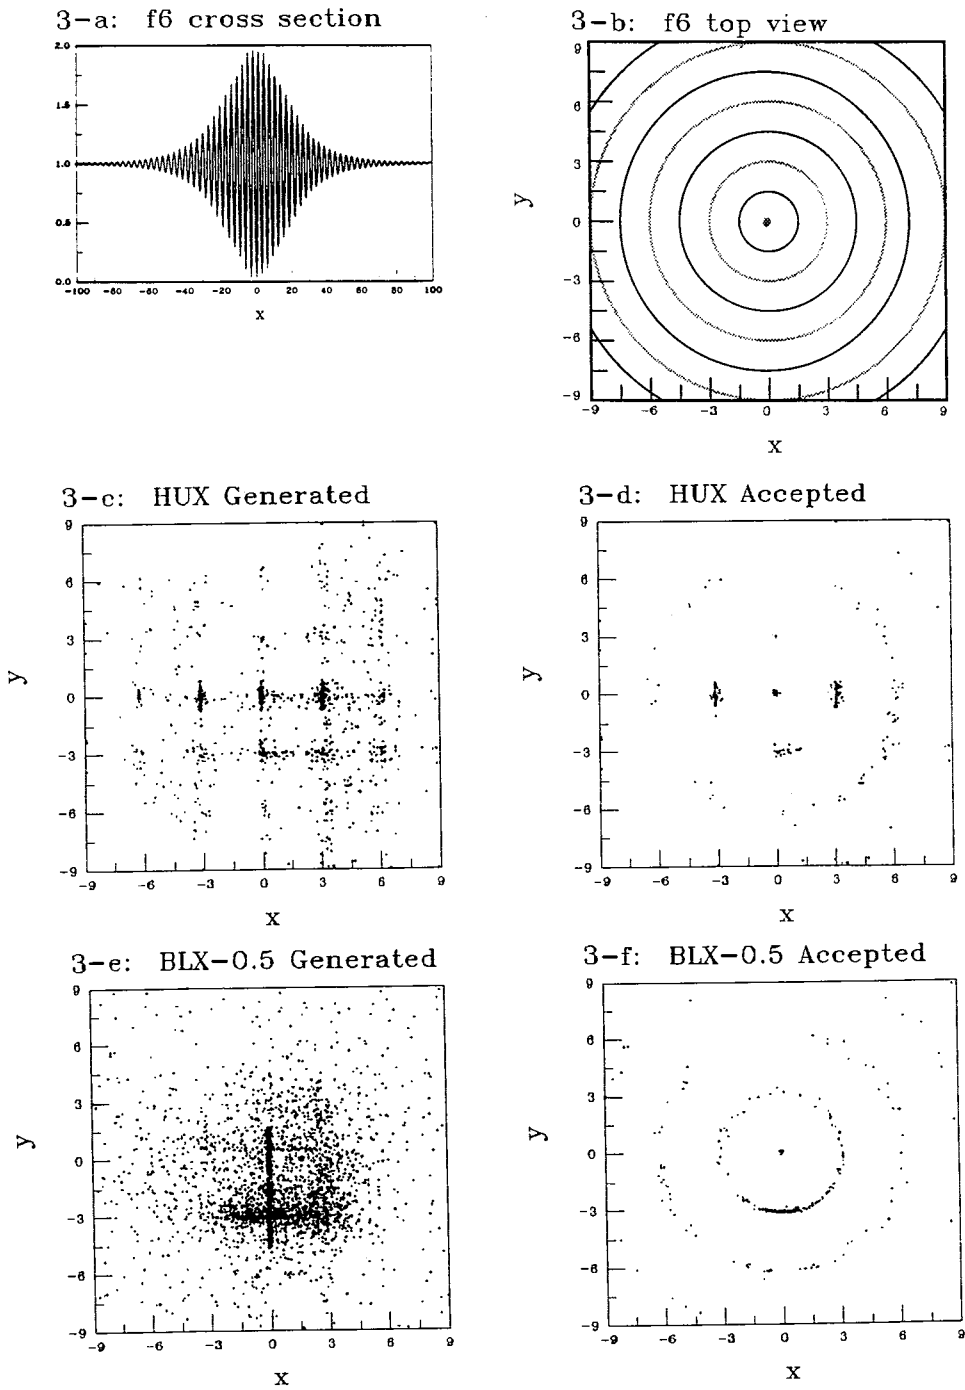 3-a: f6 cross section
2.0
1.5
1.0
0.5
0.0
-100 -80 -60 -40 -20 0 20 40 60 80 100
x
3-b: f6 top view
9
6
3
0
-3
-6
-9
y
-9 -6 -3 0 3 6 9
x
3-c: HUX Generated
9
6
3
0
-3
-6
-9
y
-9 -6 -3 0 3 6 9
x
3-d: HUX Accepted
9
6
3
0
-3
-6
-9
y
-9 -6 -3 0 3 6 9
x
3-e: BLX-0.5 Generated
9
6
3
0
-3
-6
-9
y
-9 -6 -3 0 3 6 9
x
3-f: BLX-0.5 Accepted
9
6
3
0
-3
-6
-9
y
-9 -6 -3 0 3 6 9
x